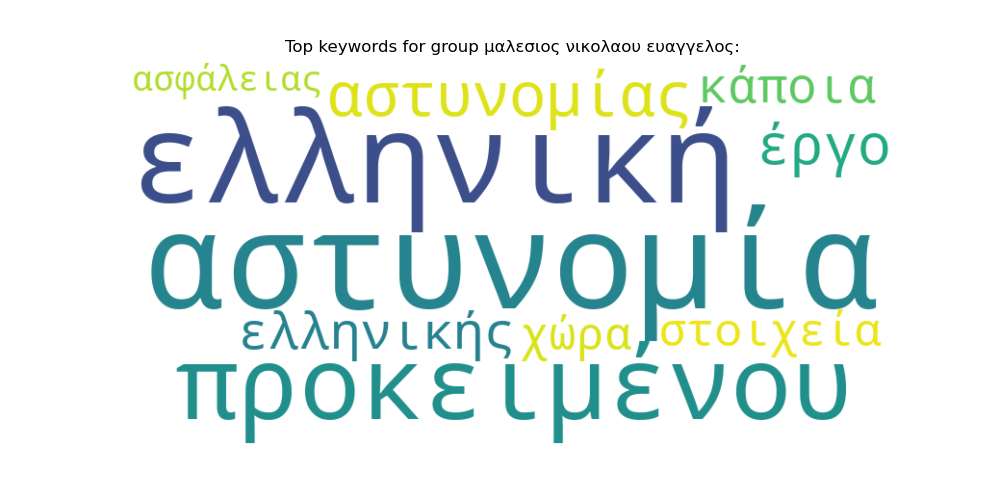 Top keywords for group μαλεσιος νικολαου ευαγγελος:
ασφάλειας αστυνομίας κάποια
ελληνική έργο
αστυνομία
ελληνικής χώρα στοιχεία
προκειμένου